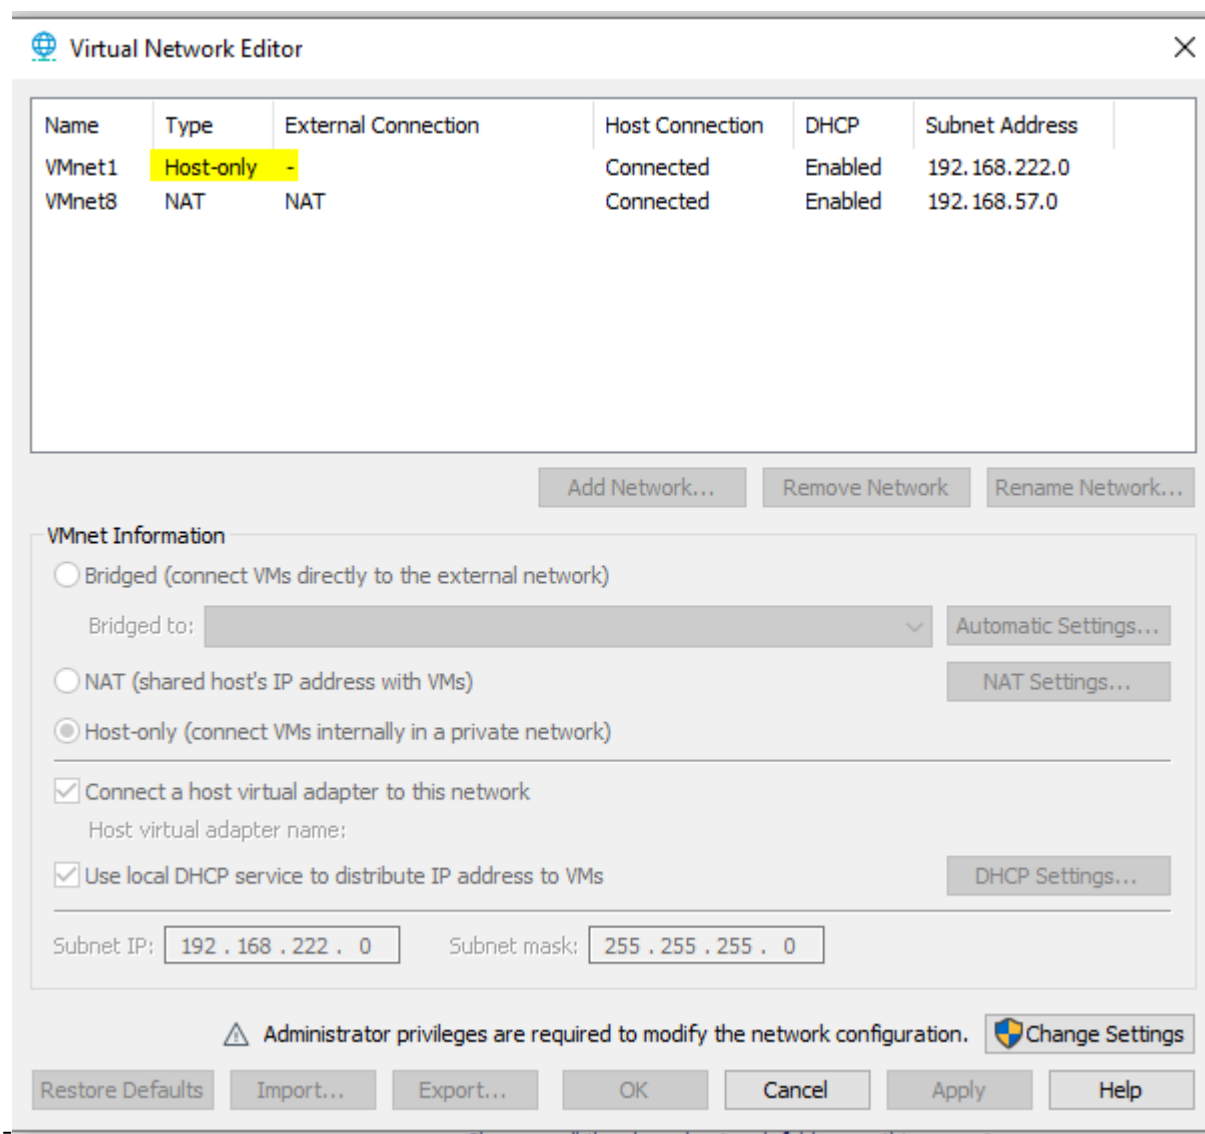 Virtual Network Editor
Name Type External Connection Host Connection DHCP Subnet Address
VMnet1 Host-only - Connected Enabled 192.168.222.0
VMnet8 NAT NAT Connected Enabled 192.168.57.0
Add Network... Remove Network Rename Network...
VMnet Information
Bridged (connect VMs directly to the external network)
Bridged to: Automatic Settings...
NAT (shared host's IP address with VMs) NAT Settings...
Host-only (connect VMs internally in a private network)
Connect a host virtual adapter to this network
Host virtual adapter name:
Use local DHCP service to distribute IP address to VMs DHCP Settings...
Subnet IP: 192 . 168 . 222 . 0 Subnet mask: 255 . 255 . 255 . 0
Administrator privileges are required to modify the network configuration. Change Settings
Restore Defaults Import... Export... OK Cancel Apply Help